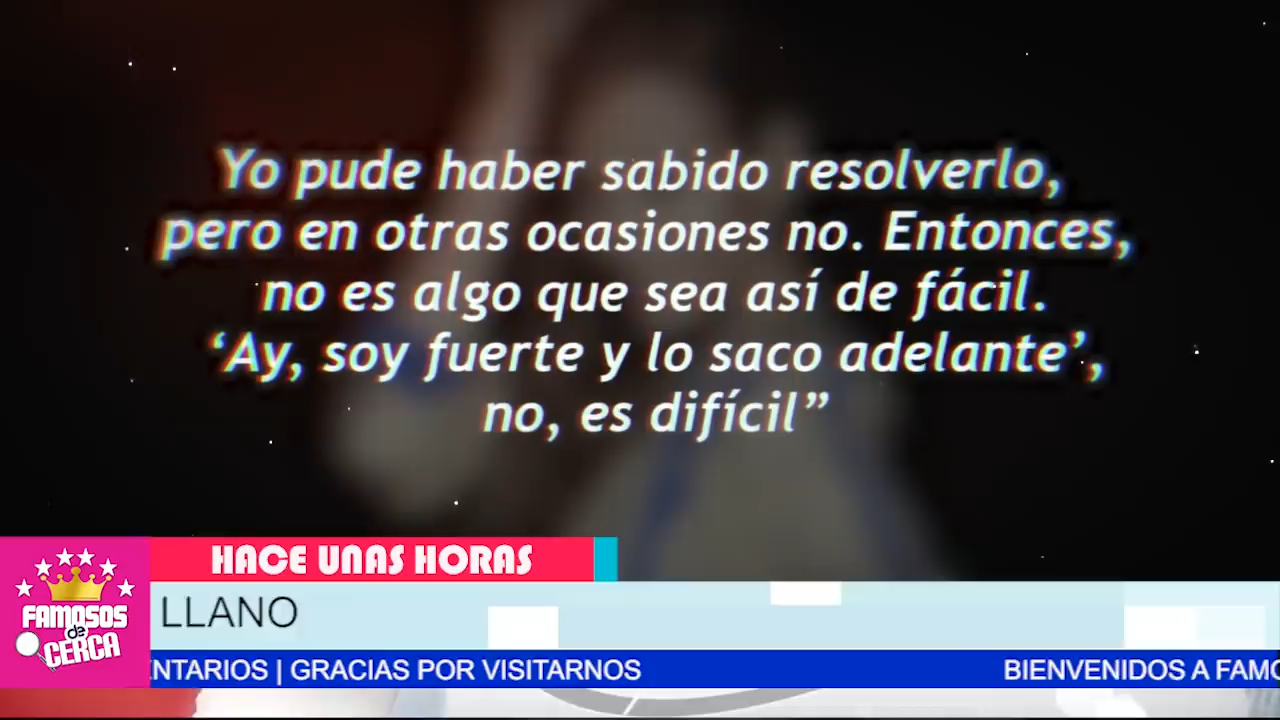 Yo pude haber sabido resolverlo,
pero en otras ocasiones no. Entonces,
no es algo que sea así de fácil.
‘Ay, soy fuerte y lo saco adelante’,
no, es difícil”
HACE UNAS HORAS
LLANO
FAMOSOS
de
CERCA
ENTARIOS | GRACIAS POR VISITARNOS
BIENVENIDOS A FAMO